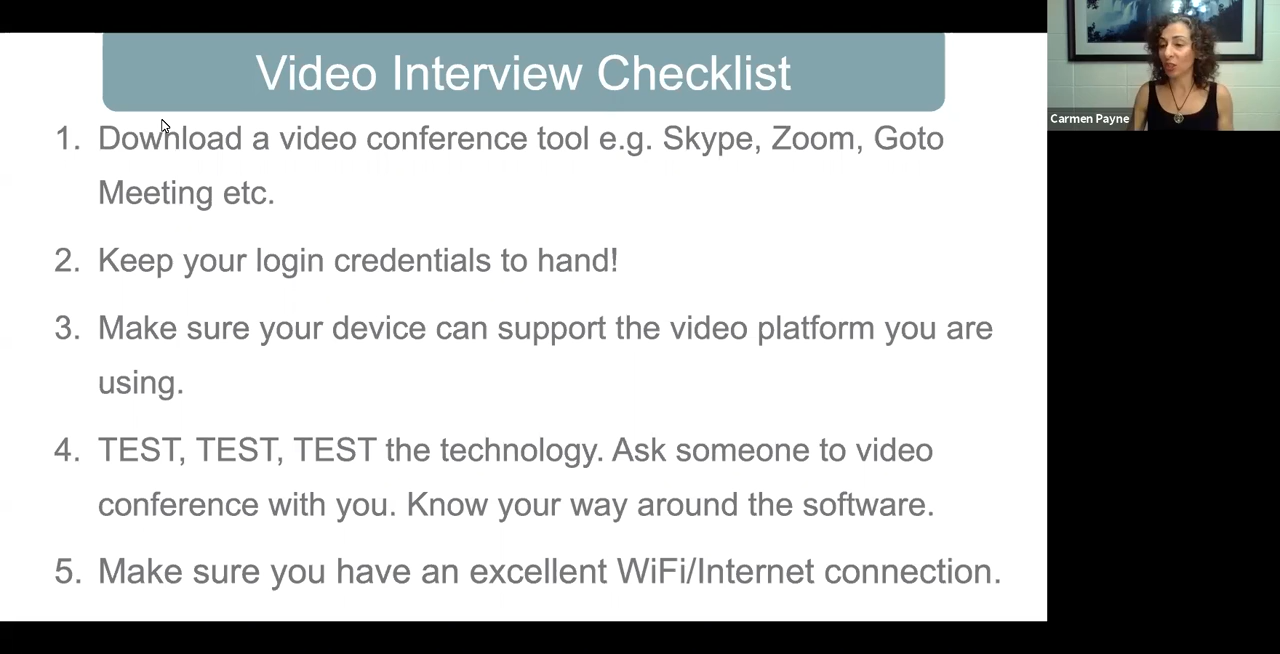 Video Interview Checklist
1. Download a video conference tool e.g. Skype, Zoom, Goto
Meeting etc.
2. Keep your login credentials to hand!
3. Make sure your device can support the video platform you are
using.
4. TEST, TEST, TEST the technology. Ask someone to video
conference with you. Know your way around the software.
5. Make sure you have an excellent WiFi/Internet connection.
Carmen Payne